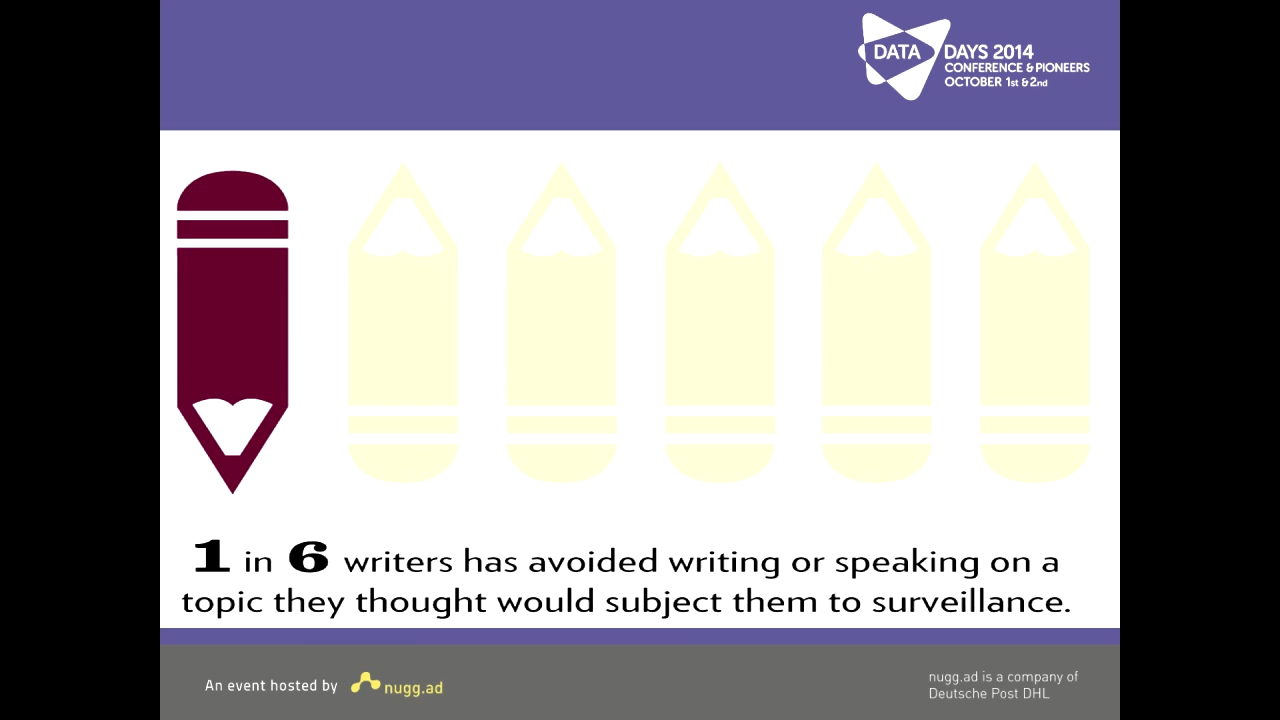 DATA DAYS 2014
CONFERENCE & PIONEERS
OCTOBER 1st & 2nd
1 in 6 writers has avoided writing or speaking on a
topic they thought would subject them to surveillance.
An event hosted by nugg.ad
nugg.ad is a company of
Deutsche Post DHL